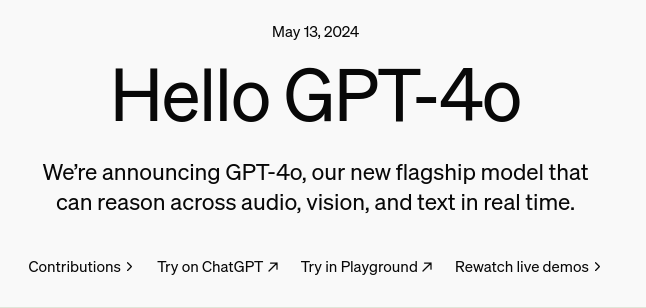 May 13, 2024
Hello GPT-4o
We’re announcing GPT-4o, our new flagship model that
can reason across audio, vision, and text in real time.
Contributions > Try on ChatGPT ↗ Try in Playground ↗ Rewatch live demos >